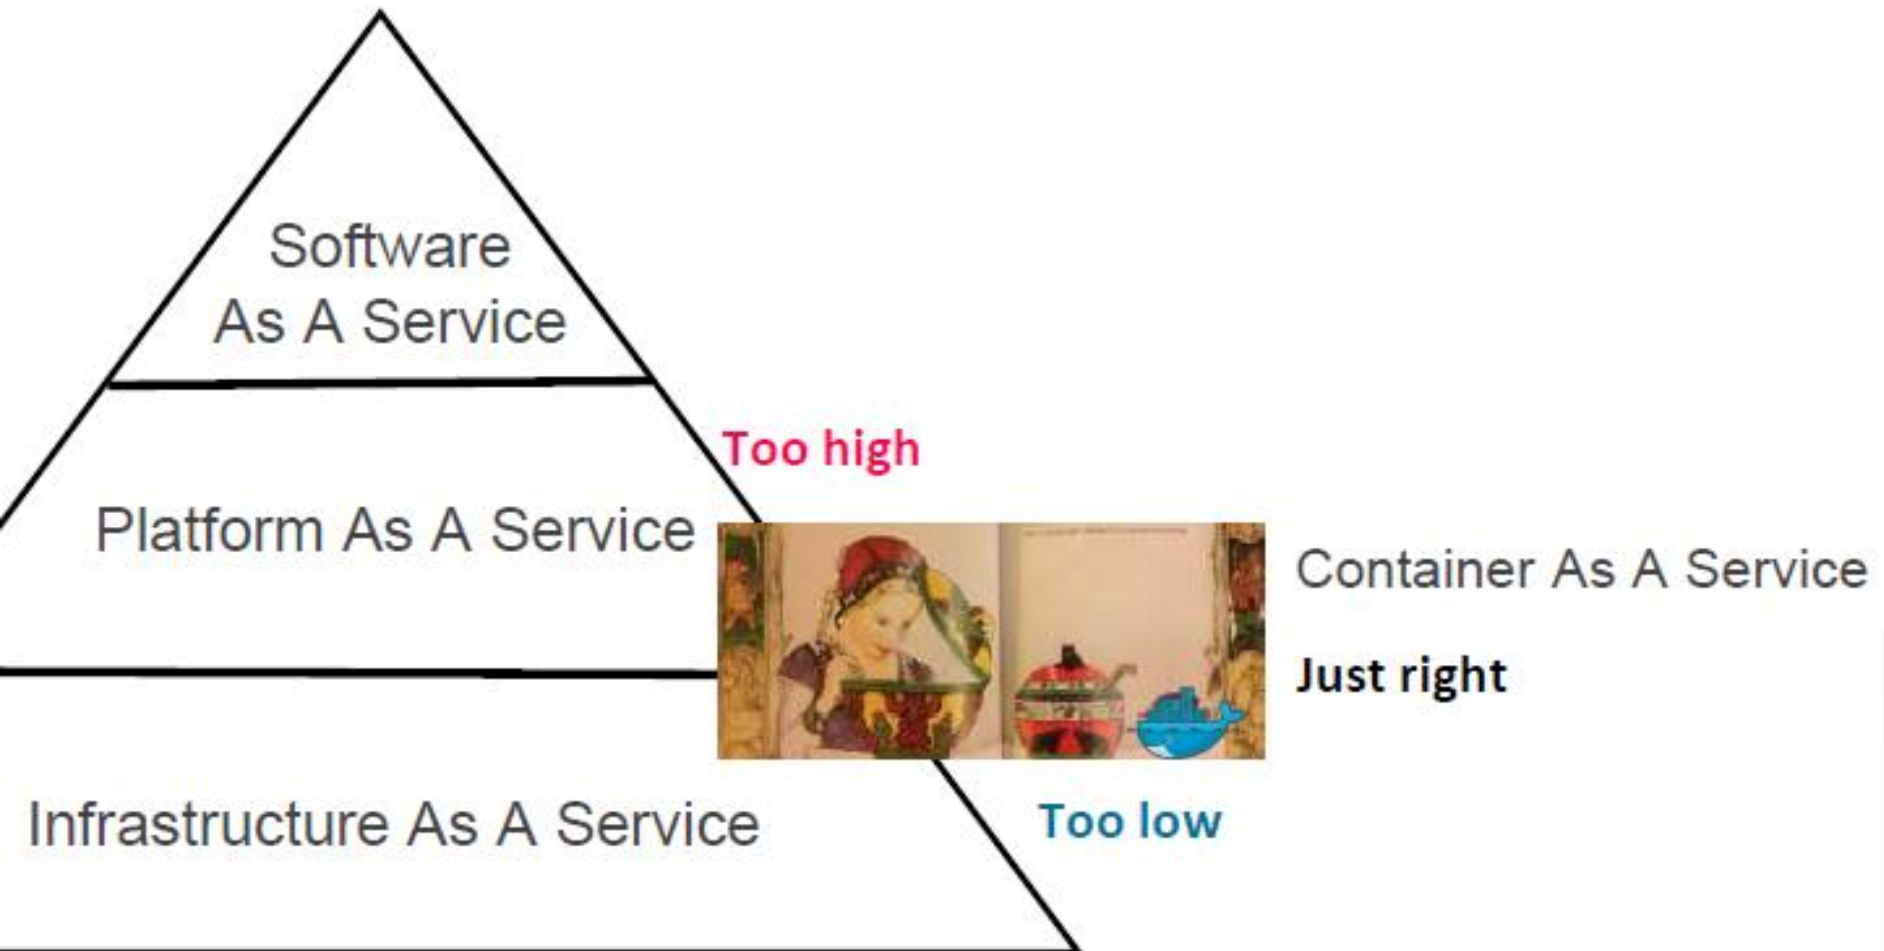 Software
As A Service
Too high
Platform As A Service
Container As A Service
Just right
Infrastructure As A Service
Too low